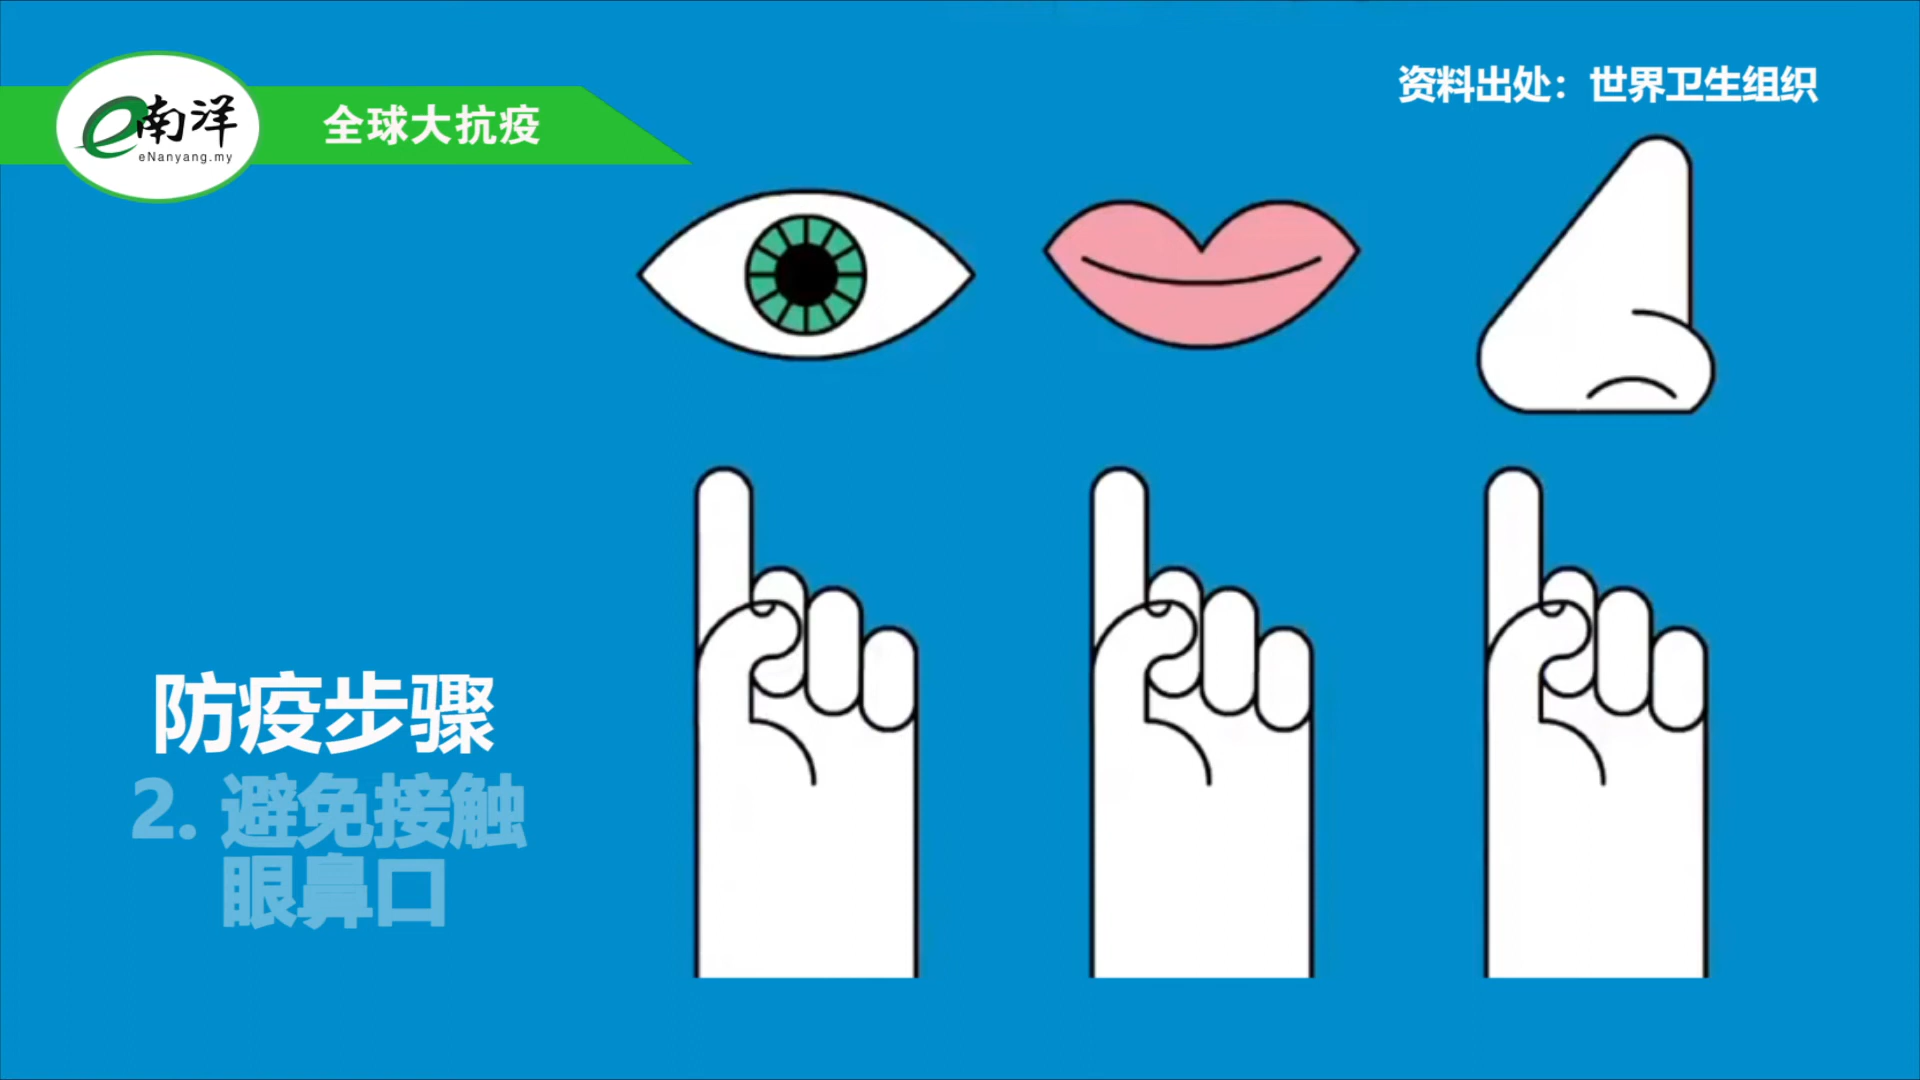 e南洋
eNanyang.my
全球大抗疫
资料出处：世界卫生组织
防疫步骤
2. 避免接触
眼鼻口